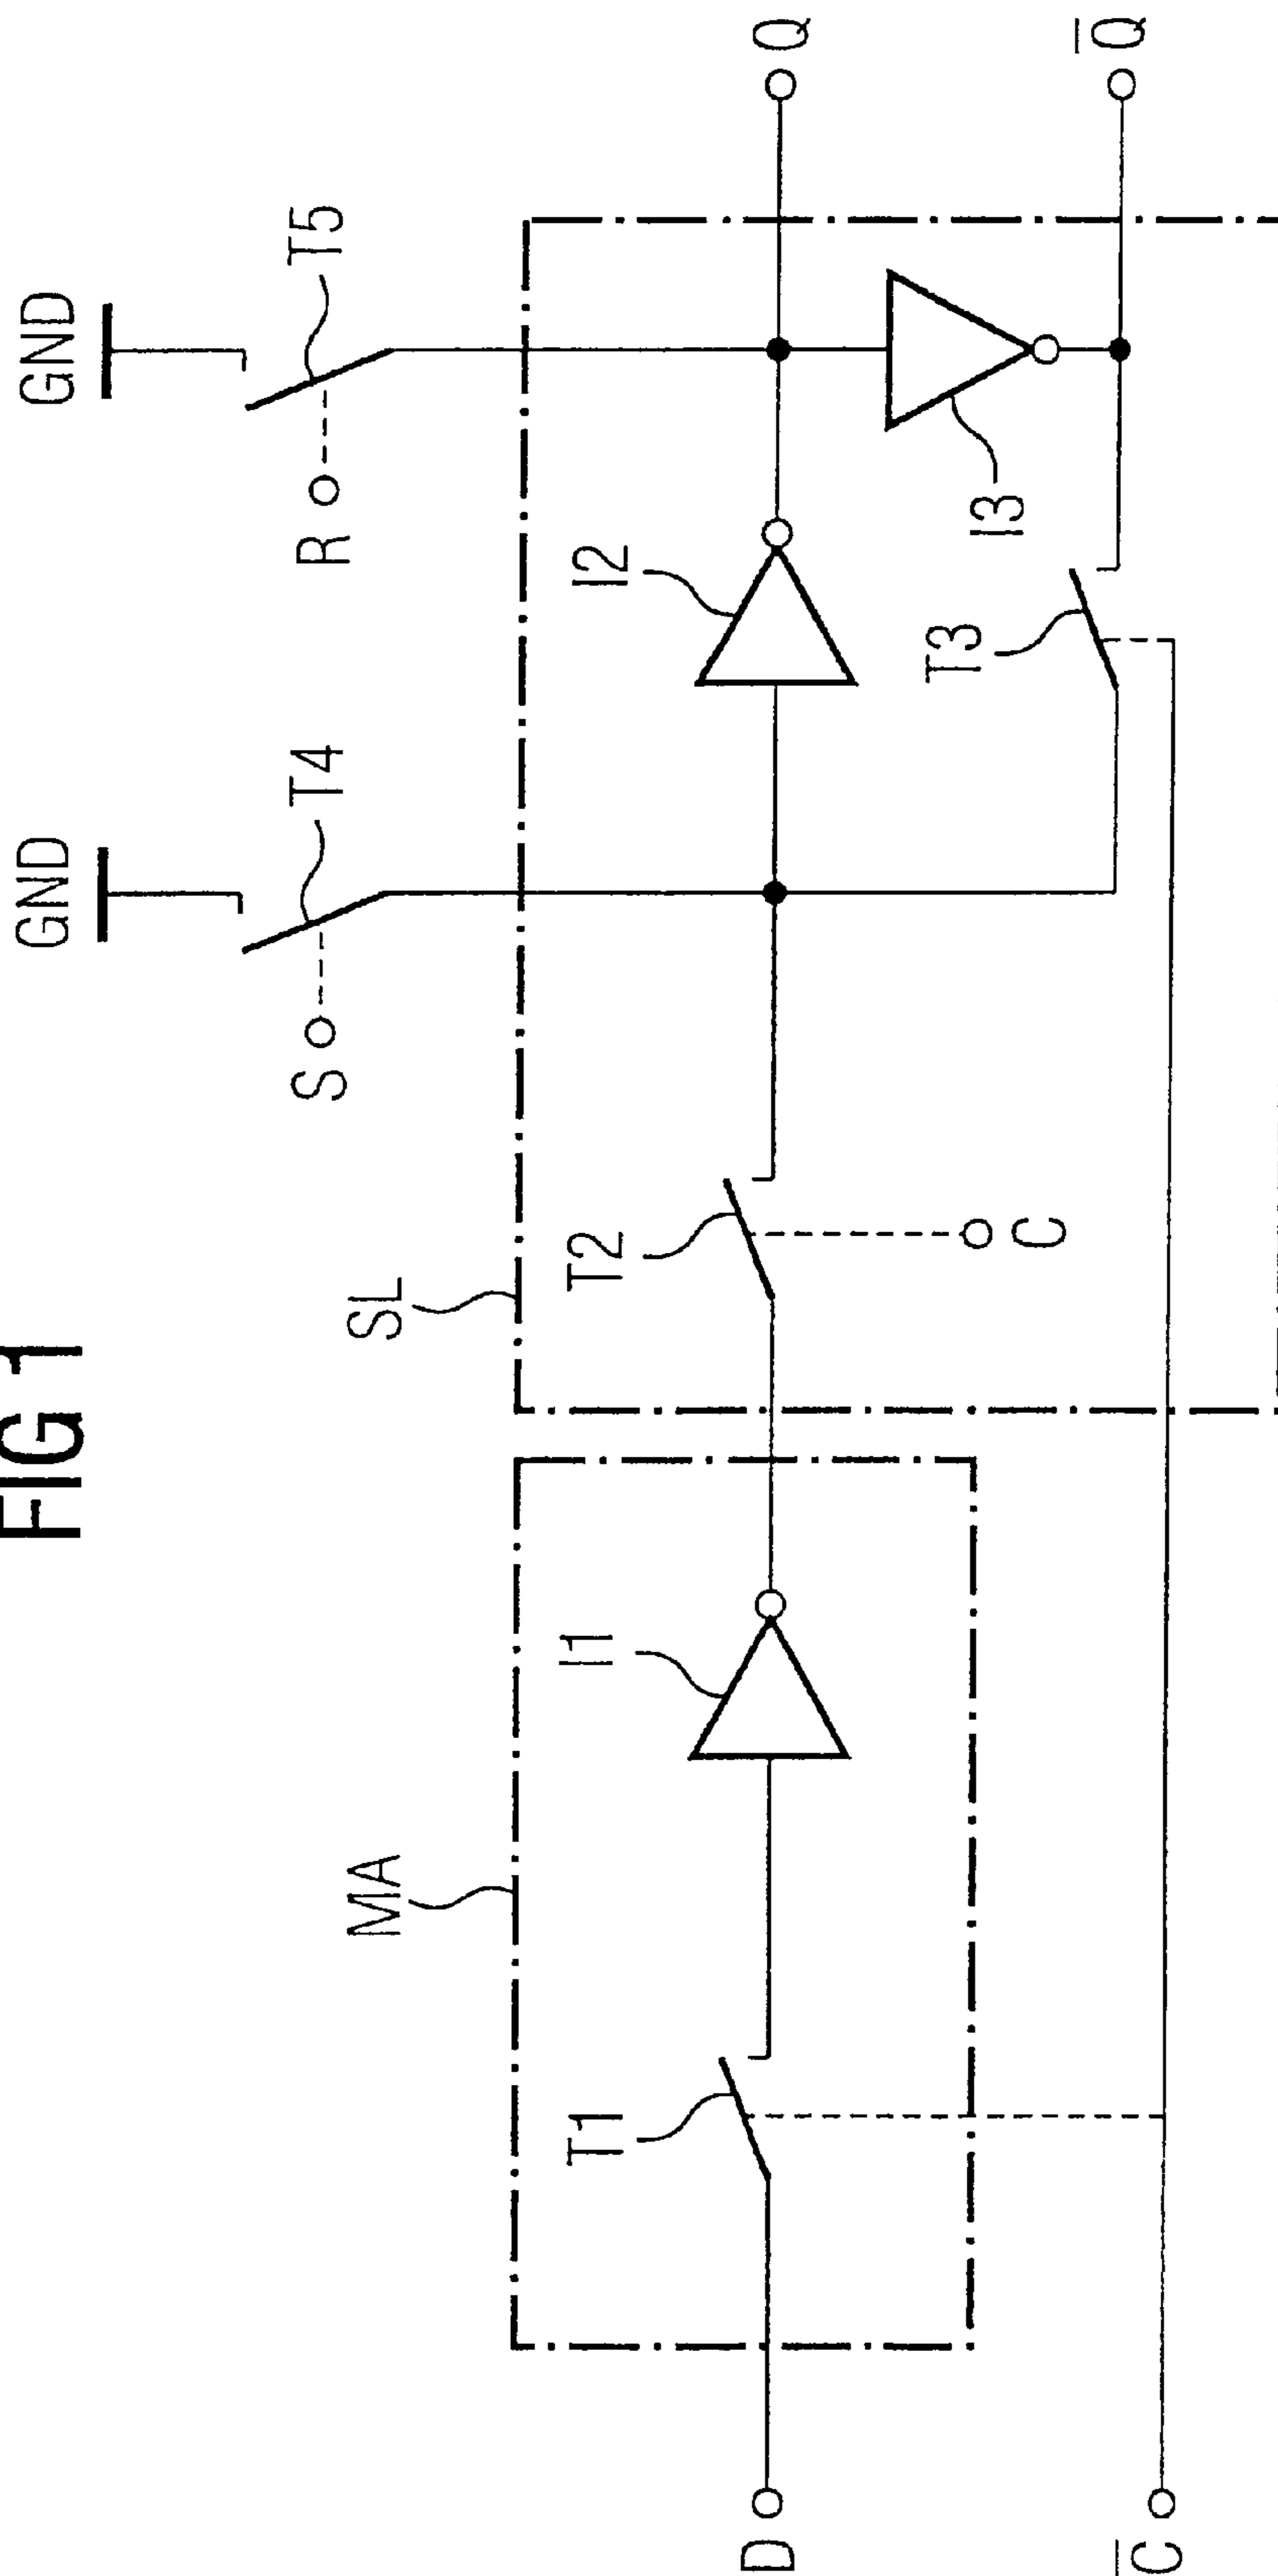 FIG 1
GND
GND
S
T4
R
T5
SL
MA
T1
I1
T2
C
I2
T3
I3
D
C̅
Q
Q̅